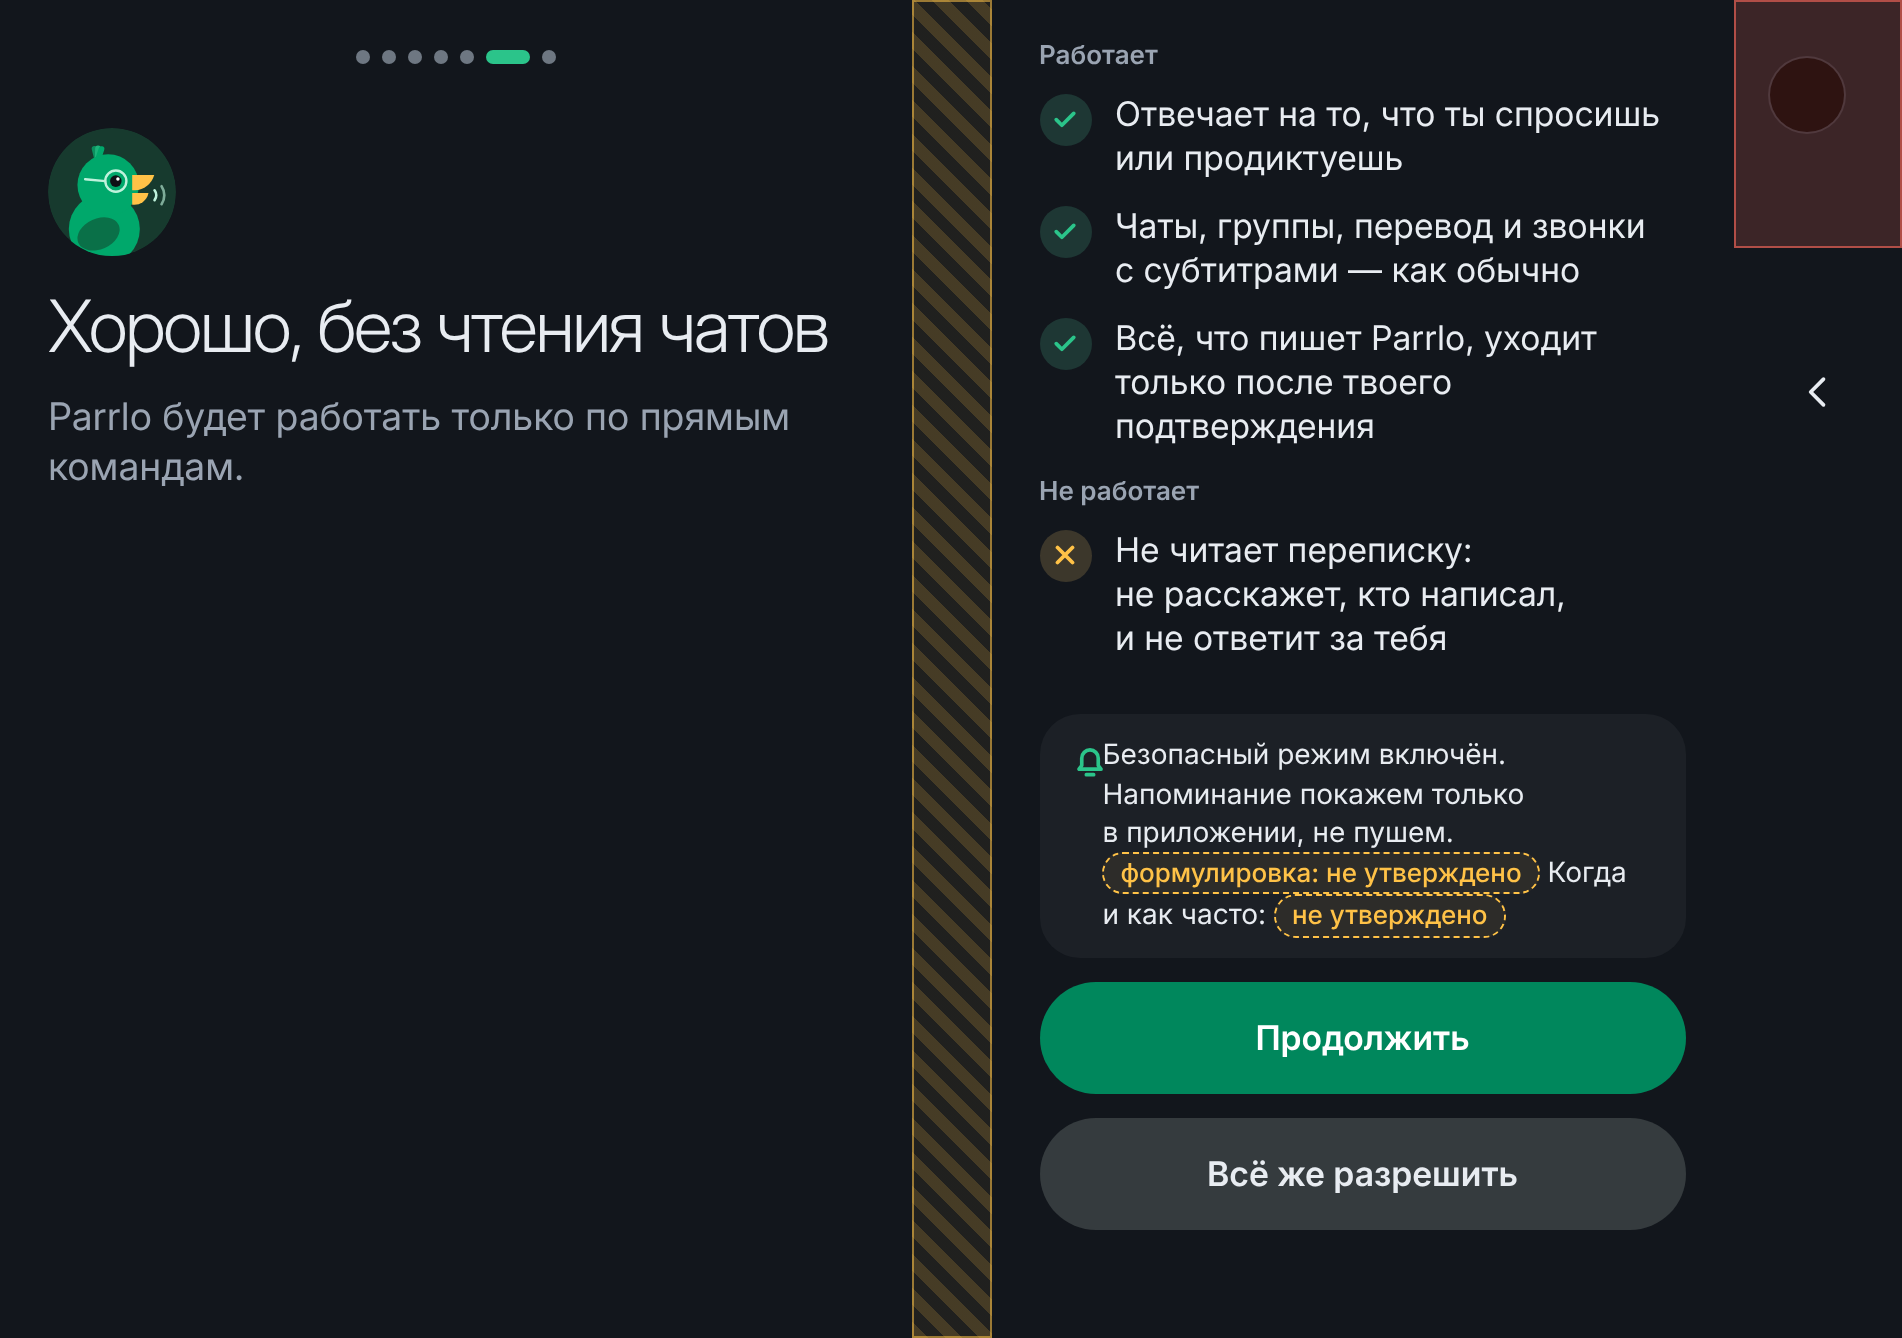 Хорошо, без чтения чатов
Parrlo будет работать только по прямым
командам.
Работает
Отвечает на то, что ты спросишь
или продиктуешь
Чаты, группы, перевод и звонки
с субтитрами — как обычно
Всё, что пишет Parrlo, уходит
только после твоего
подтверждения
Не работает
Не читает переписку:
не расскажет, кто написал,
и не ответит за тебя
Безопасный режим включён.
Напоминание покажем только
в приложении, не пушем.
формулировка: не утверждено Когда
и как часто: не утверждено
Продолжить
Всё же разрешить